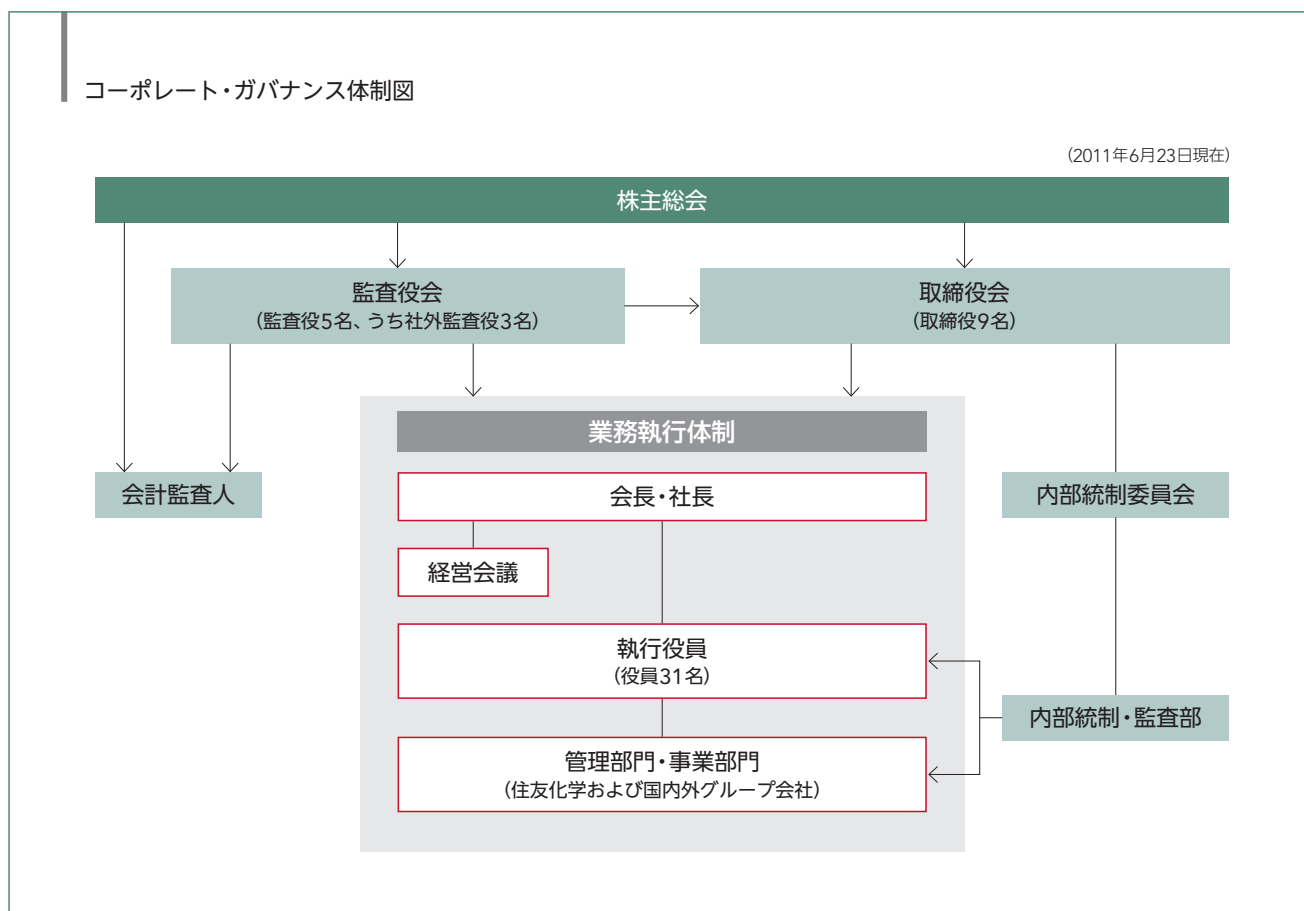 コーポレート・ガバナンス体制図
（2011年6月23日現在）
株主総会
監査役会
（監査役5名、うち社外監査役3名）
取締役会
（取締役9名）
業務執行体制
会計監査人
会長・社長
内部統制委員会
経営会議
執行役員
（役員31名）
内部統制・監査部
管理部門・事業部門
（住友化学および国内外グループ会社）